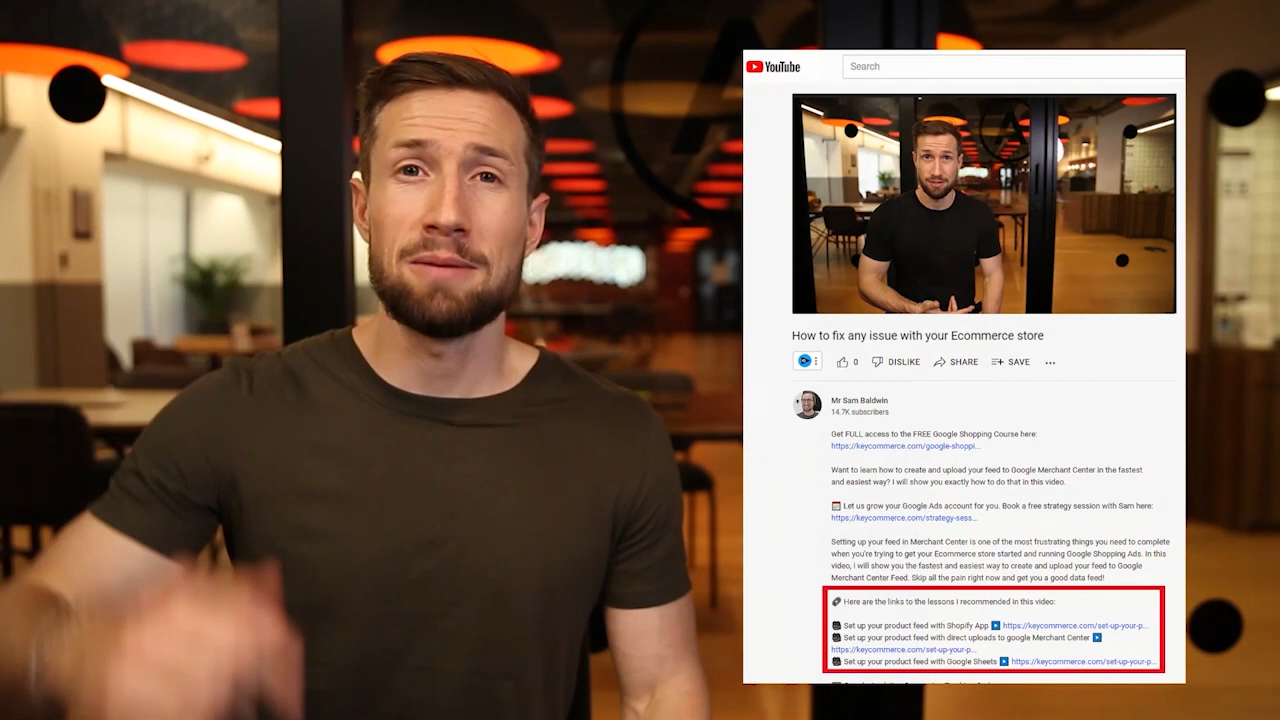 YouTube
Search
How to fix any issue with your Ecommerce store
0 DISLIKE SHARE SAVE ...
Mr Sam Baldwin
14.7K subscribers
Get FULL access to the FREE Google Shopping Course here:
https://keycommerce.com/google-shoppi...
Want to learn how to create and upload your feed to Google Merchant Center in the fastest
and easiest way? I will show you exactly how to do that in this video.
Let us grow your Google Ads account for you. Book a free strategy session with Sam here:
https://keycommerce.com/strategy-sess...
Setting up your feed in Merchant Center is one of the most frustrating things you need to complete
when you're trying to get your Ecommerce store started and running Google Shopping Ads. In this
video, I will show you the fastest and easiest way to create and upload your feed to Google
Merchant Center Feed. Skip all the pain right now and get you a good data feed!
Here are the links to the lessons I recommended in this video:
Set up your product feed with Shopify App https://keycommerce.com/set-up-your-p...
Set up your product feed with direct uploads to google Merchant Center
https://keycommerce.com/set-up-your-p...
Set up your product feed with Google Sheets https://keycommerce.com/set-up-your-p...